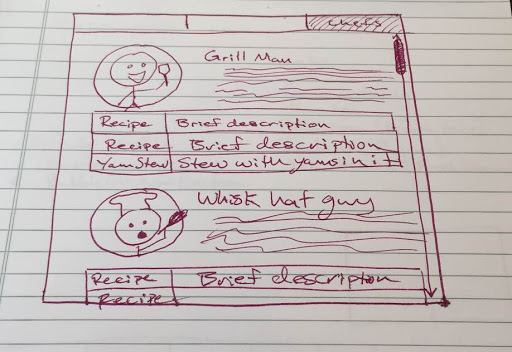 Chefs
Grill Man
Recipe Brief description
Recipe Brief description
Yam Stew Stew with yams in it
Whisk hat guy
Recipe Brief description
Recipe